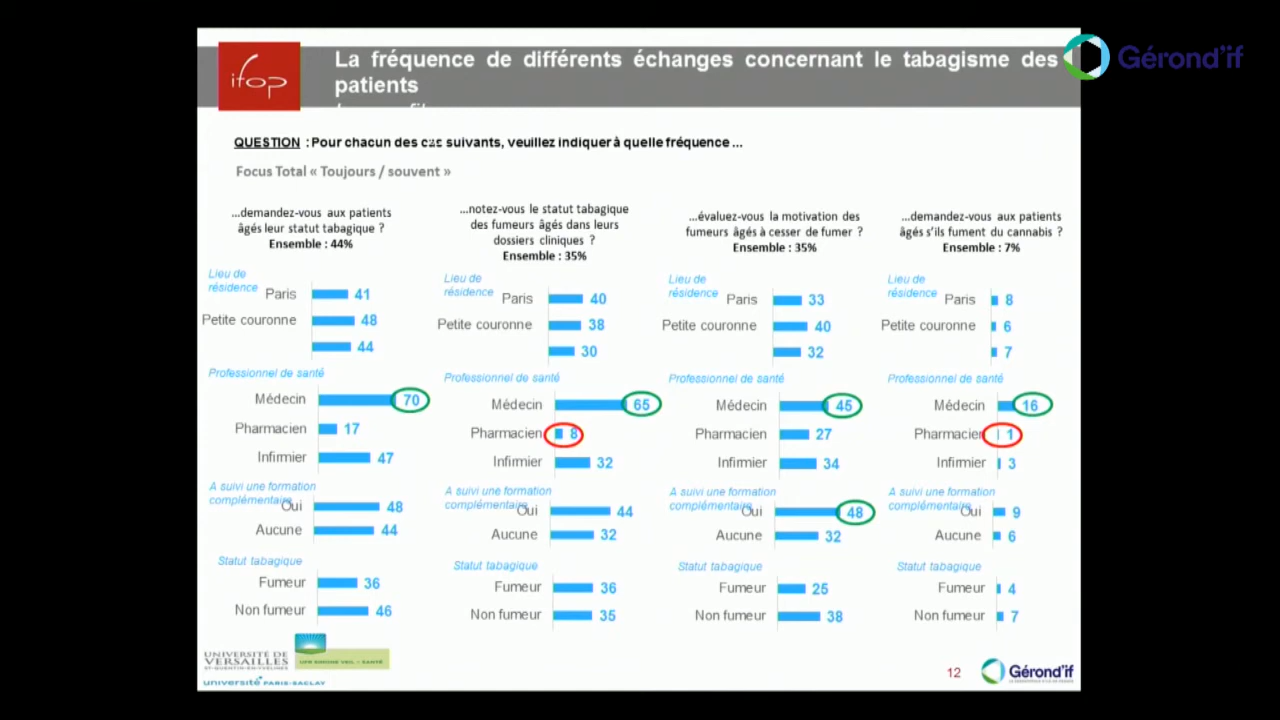 ifop
La fréquence de différents échanges concernant le tabagisme des
patients
Gérond'if
QUESTION : Pour chacun des cas suivants, veuillez indiquer à quelle fréquence ...
Focus Total « Toujours / souvent »
...demandez-vous aux patients
âgés leur statut tabagique ?
Ensemble : 44%
Lieu de
résidence
Paris 41
Petite couronne 48
44
Professionnel de santé
Médecin 70
Pharmacien 17
Infirmier 47
A suivi une formation
complémentaire
Oui 48
Aucune 44
Statut tabagique
Fumeur 36
Non fumeur 46
...notez-vous le statut tabagique
des fumeurs âgés dans leurs
dossiers cliniques ?
Ensemble : 35%
Lieu de
résidence
Paris 40
Petite couronne 38
30
Professionnel de santé
Médecin 65
Pharmacien 8
Infirmier 32
A suivi une formation
complémentaire
Oui 44
Aucune 32
Statut tabagique
Fumeur 36
Non fumeur 35
...évaluez-vous la motivation des
fumeurs âgés à cesser de fumer ?
Ensemble : 35%
Lieu de
résidence
Paris 33
Petite couronne 40
32
Professionnel de santé
Médecin 45
Pharmacien 27
Infirmier 34
A suivi une formation
complémentaire
Oui 48
Aucune 32
Statut tabagique
Fumeur 25
Non fumeur 38
...demandez-vous aux patients
âgés s'ils fument du cannabis ?
Ensemble : 7%
Lieu de
résidence
Paris 8
Petite couronne 6
7
Professionnel de santé
Médecin 16
Pharmacien 1
Infirmier 3
A suivi une formation
complémentaire
Oui 9
Aucune 6
Statut tabagique
Fumeur 4
Non fumeur 7
UNIVERSITÉ DE
VERSAILLES
ST-QUENTIN-EN-YVELINES
UFR SIMONE VEIL – SANTÉ
université PARIS-SACLAY
12
Gérond'if